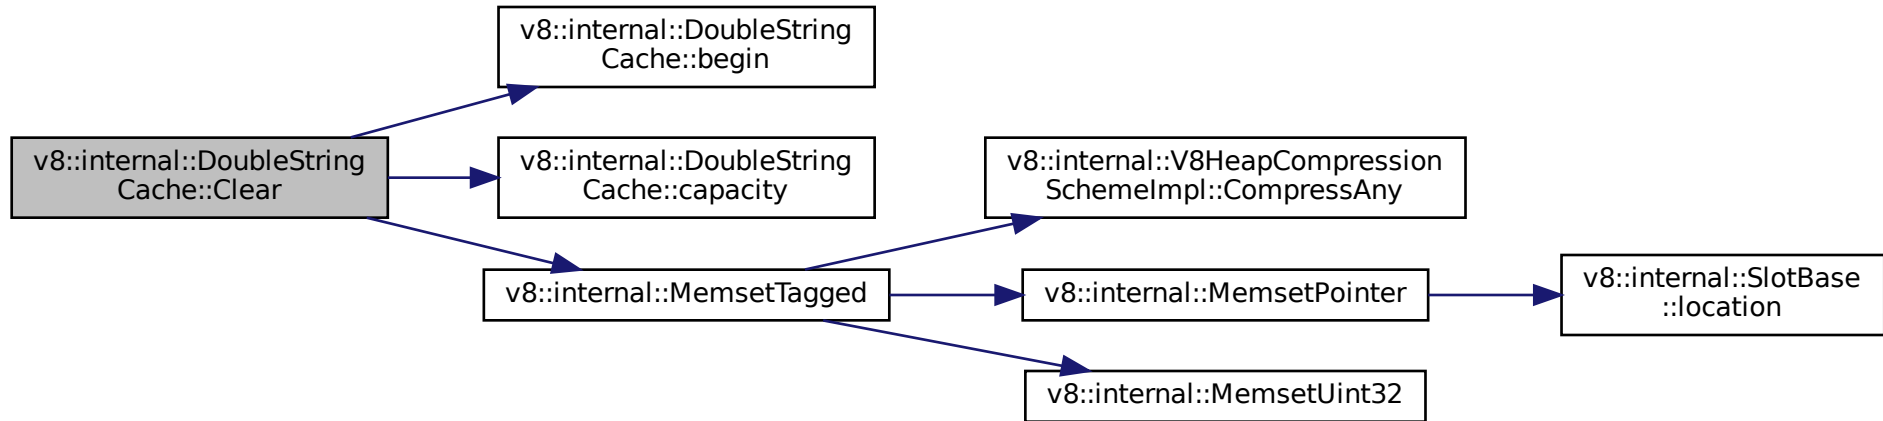 v8::internal::DoubleString
Cache::Clear
v8::internal::DoubleString
Cache::begin
v8::internal::DoubleString
Cache::capacity
v8::internal::MemsetTagged
v8::internal::V8HeapCompression
SchemeImpl::CompressAny
v8::internal::MemsetPointer
v8::internal::SlotBase
::location
v8::internal::MemsetUint32